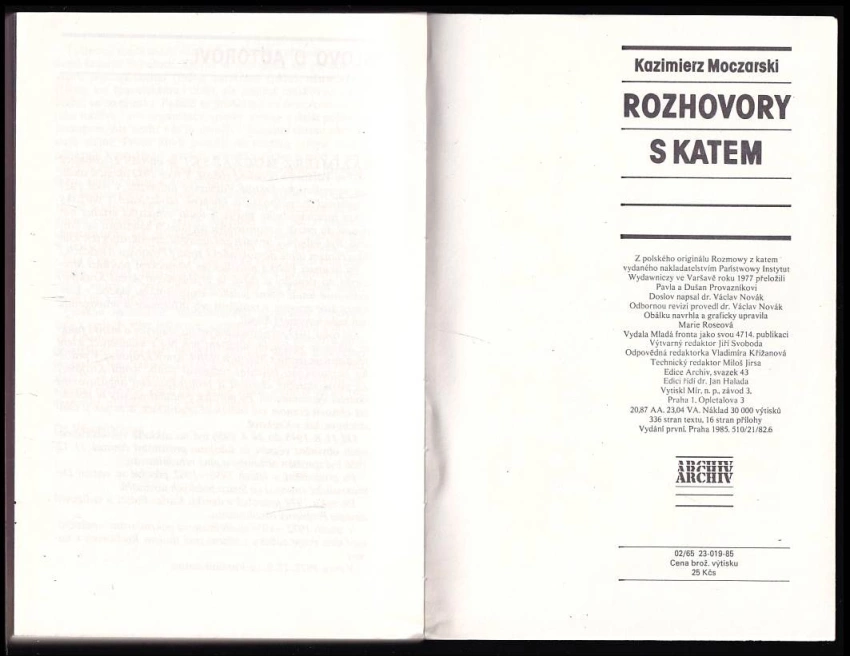 Kazimierz Moczarski
ROZHOVORY
S KATEM
Z polského originálu Rozmowy z katem
vydaného nakladatelstvím Państwowy Instytut
Wydawniczy ve Varšavě roku 1977 přeložili
Pavla a Dušan Provazníkovi
Doslov napsal dr. Václav Novák
Odbornou revizi provedl dr. Václav Novák
Obálku navrhla a graficky upravila
Marie Roseová
Vydala Mladá fronta jako svou 4714. publikaci
Výtvarný redaktor Jiří Svoboda
Odpovědná redaktorka Vladimíra Křižanová
Technický redaktor Miloš Jirsa
Edice Archiv, svazek 43
Edici řídí dr. Jan Halada
Vytiskl Mír, n. p., závod 3,
Praha 1, Opletalova 3
20,87 AA. 23,04 VA. Náklad 30 000 výtisků
336 stran textu, 16 stran přílohy
Vydání první. Praha 1985. 510/21/82.6
ARCHIV
ARCHIV
02/65 23-019-85
Cena brož. výtisku
25 Kčs